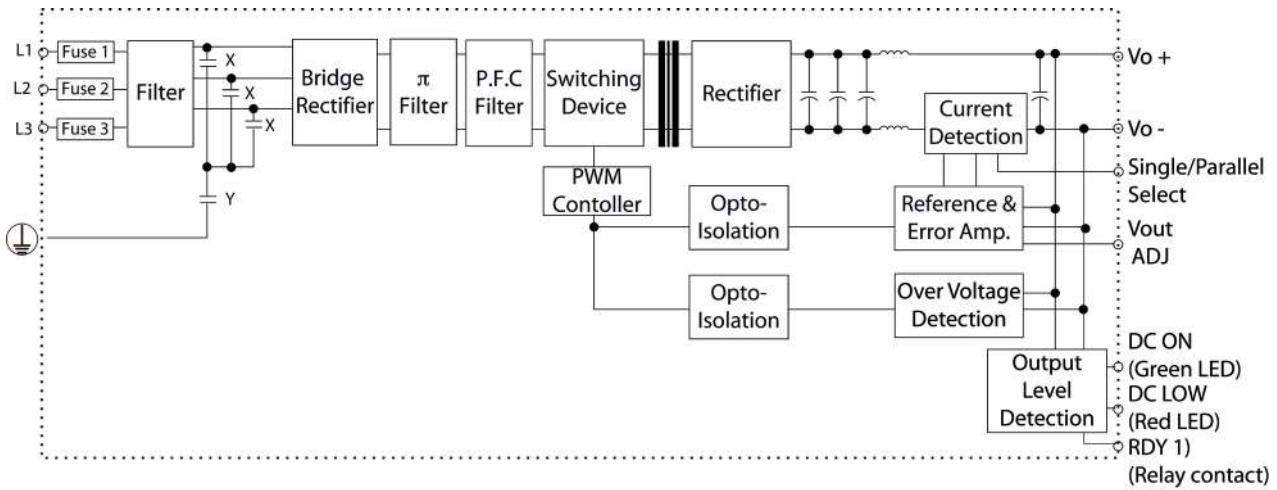 L1
Fuse 1
L2
Fuse 2
L3
Fuse 3
Filter
X
X
X
Y
Bridge
Rectifier
π
Filter
P.F.C
Filter
Switching
Device
Rectifier
Current
Detection
Vo +
Vo -
Single/Parallel
Select
PWM
Contoller
Opto-
Isolation
Reference &
Error Amp.
Vout
ADJ
Opto-
Isolation
Over Voltage
Detection
Output
Level
Detection
DC ON
(Green LED)
DC LOW
(Red LED)
RDY 1)
(Relay contact)